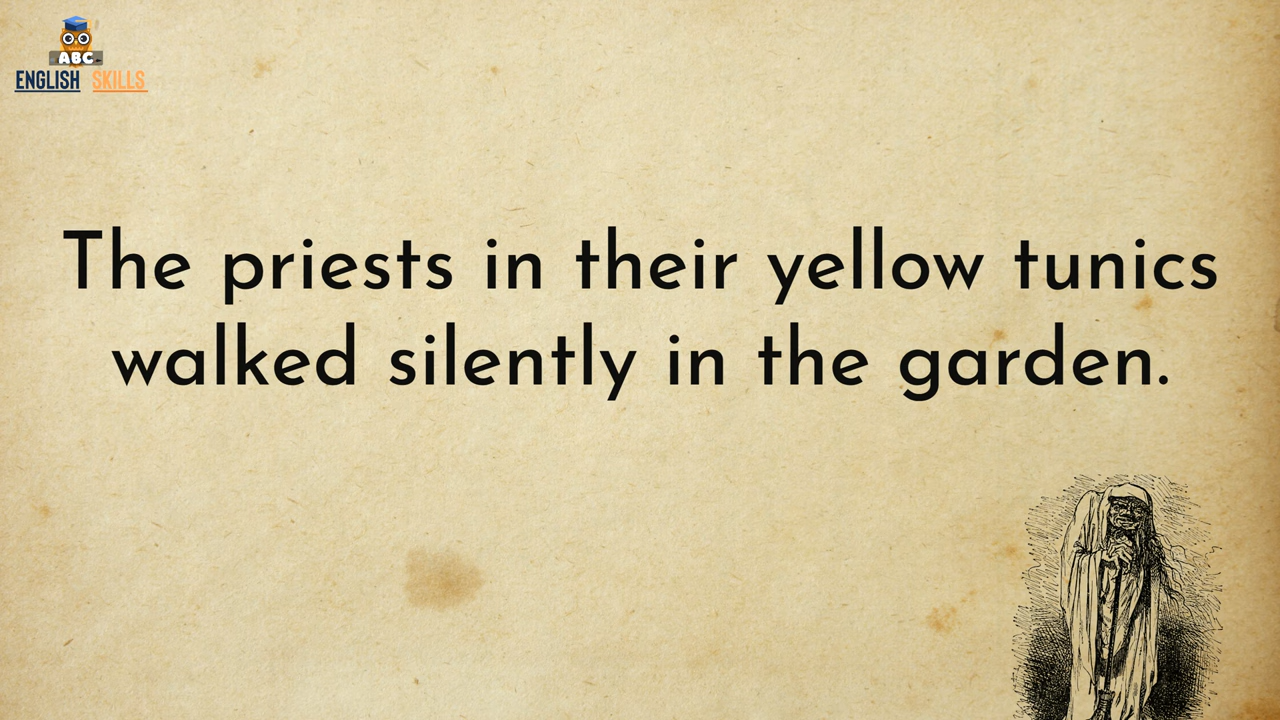 ABC
ENGLISH SKILLS
The priests in their yellow tunics
walked silently in the garden.